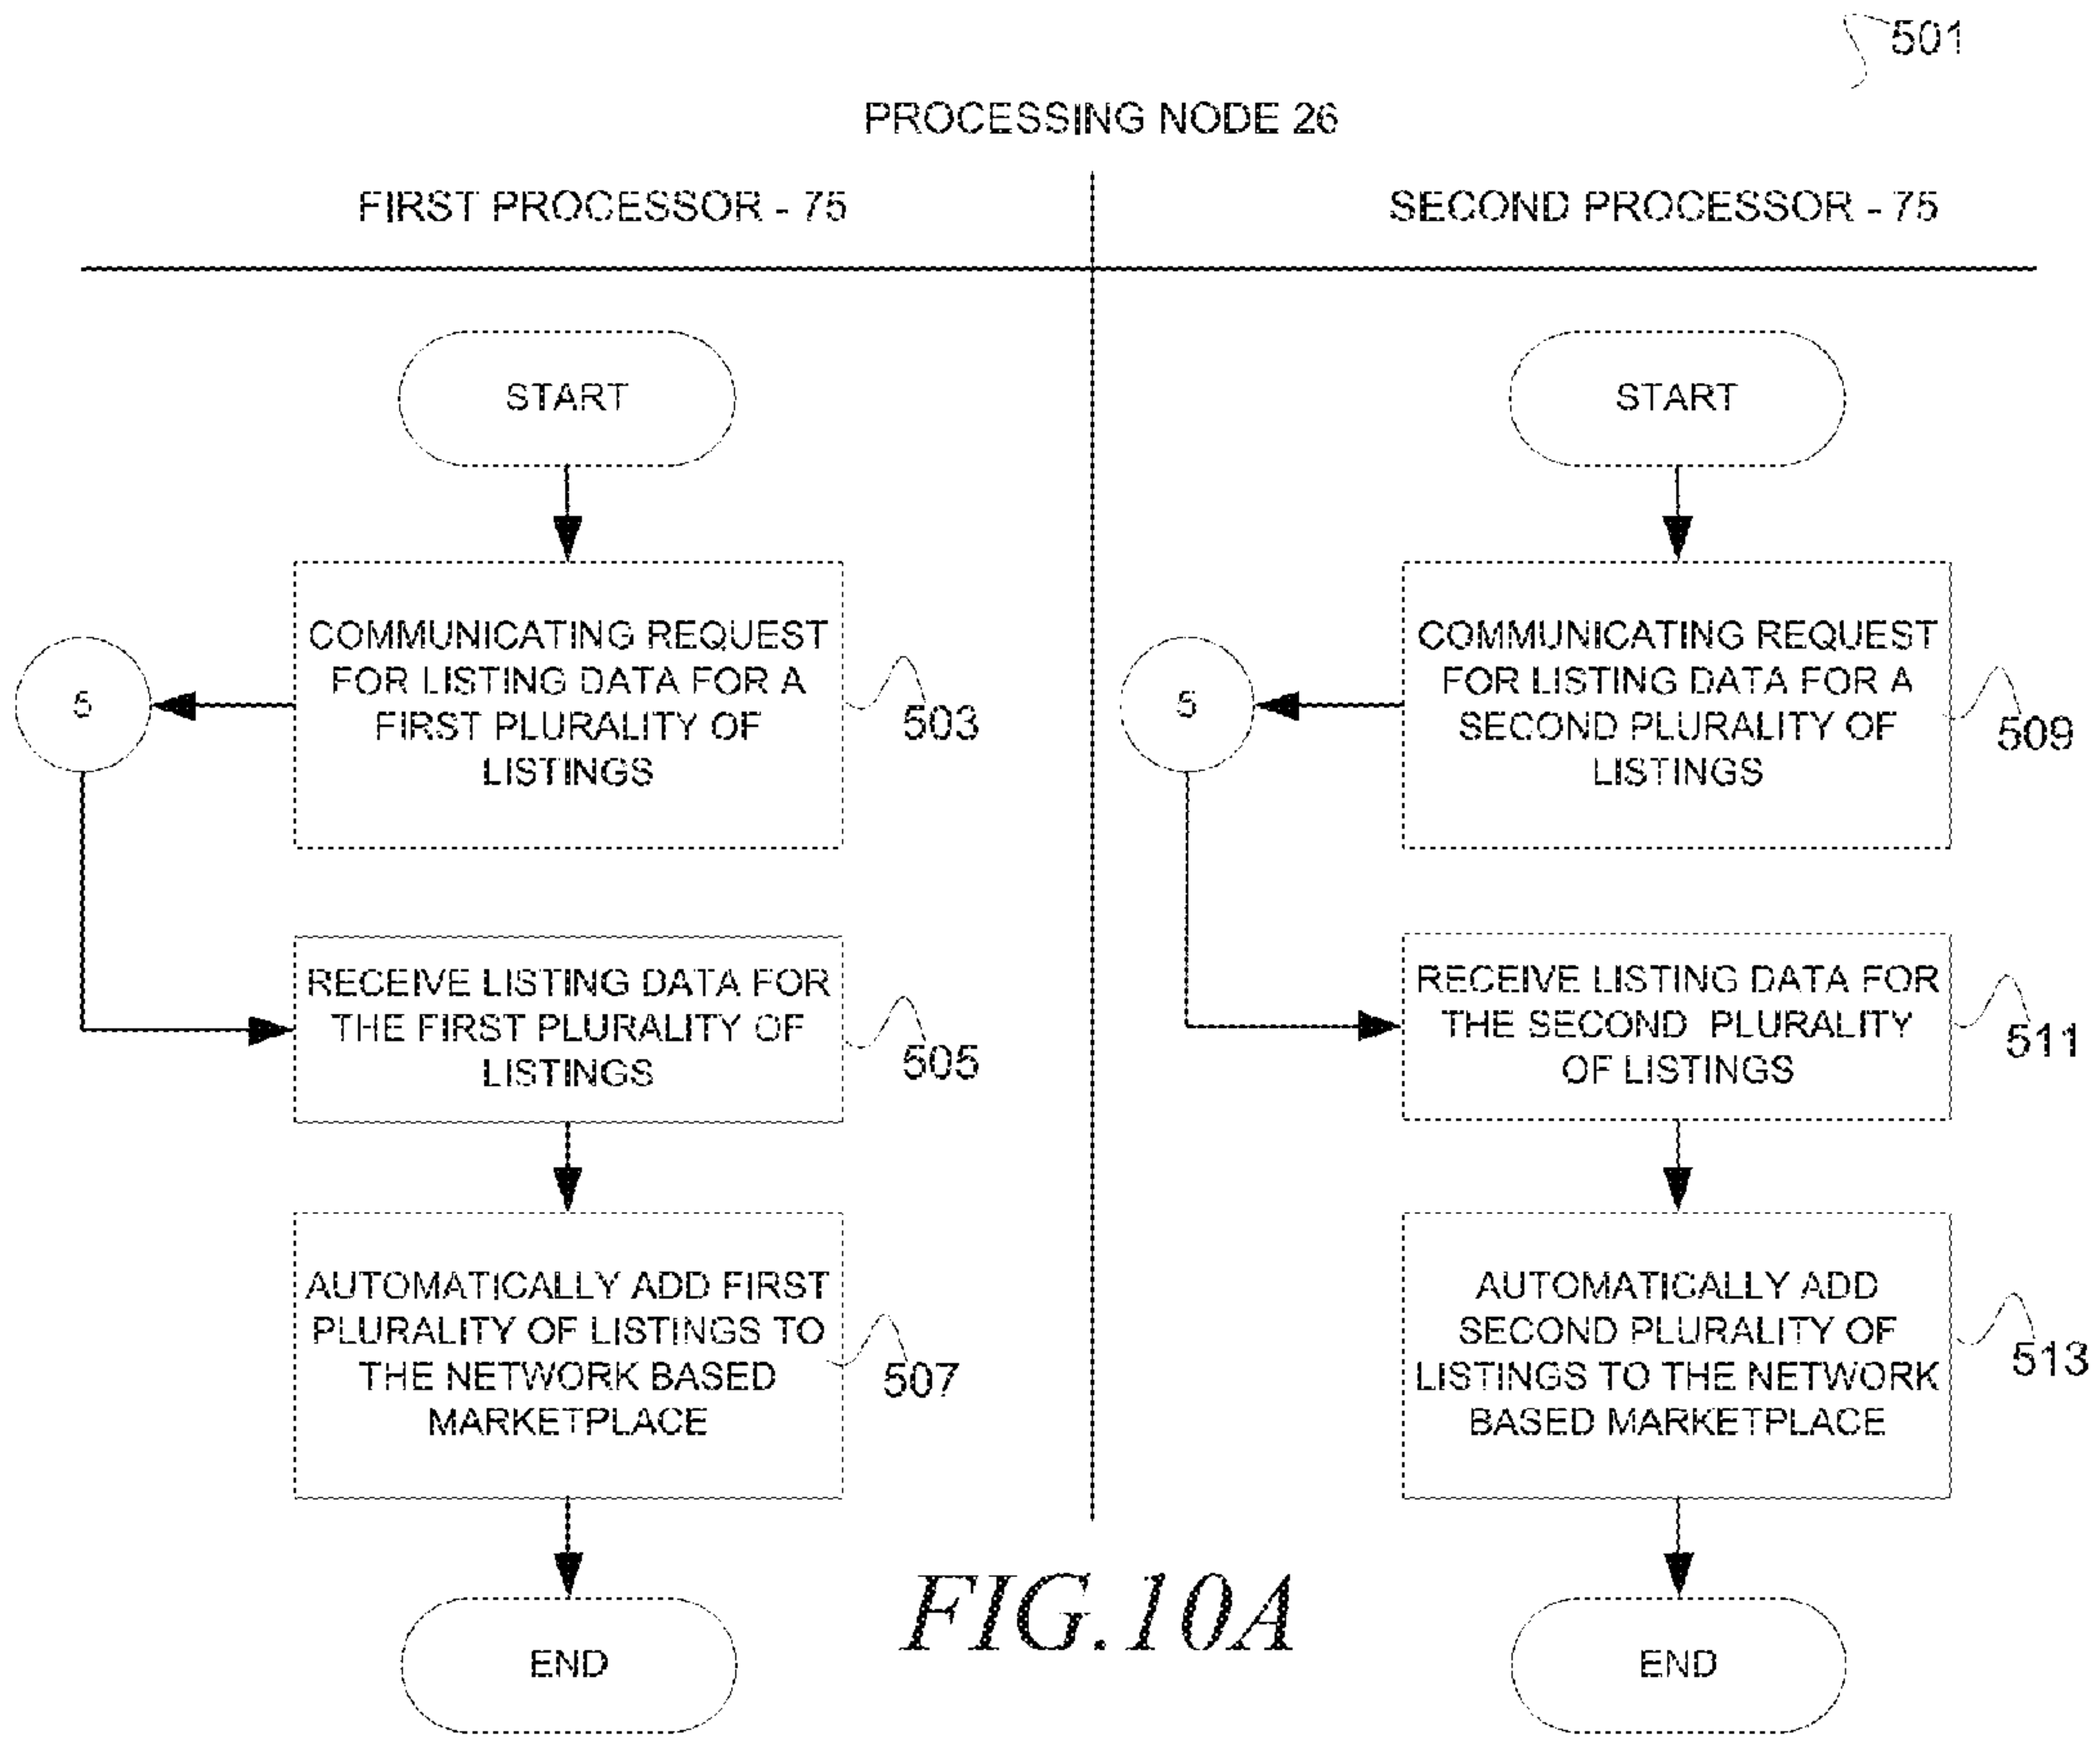 501
PROCESSING NODE 26
FIRST PROCESSOR - 75
SECOND PROCESSOR - 75
START
COMMUNICATING REQUEST
FOR LISTING DATA FOR A
FIRST PLURALITY OF
LISTINGS
503
5
RECEIVE LISTING DATA FOR
THE FIRST PLURALITY OF
LISTINGS
505
AUTOMATICALLY ADD FIRST
PLURALITY OF LISTINGS TO
THE NETWORK BASED
MARKETPLACE
507
END
START
COMMUNICATING REQUEST
FOR LISTING DATA FOR A
SECOND PLURALITY OF
LISTINGS
509
5
RECEIVE LISTING DATA FOR
THE SECOND PLURALITY
OF LISTINGS
511
AUTOMATICALLY ADD
SECOND PLURALITY OF
LISTINGS TO THE NETWORK
BASED MARKETPLACE
513
END
FIG.10A